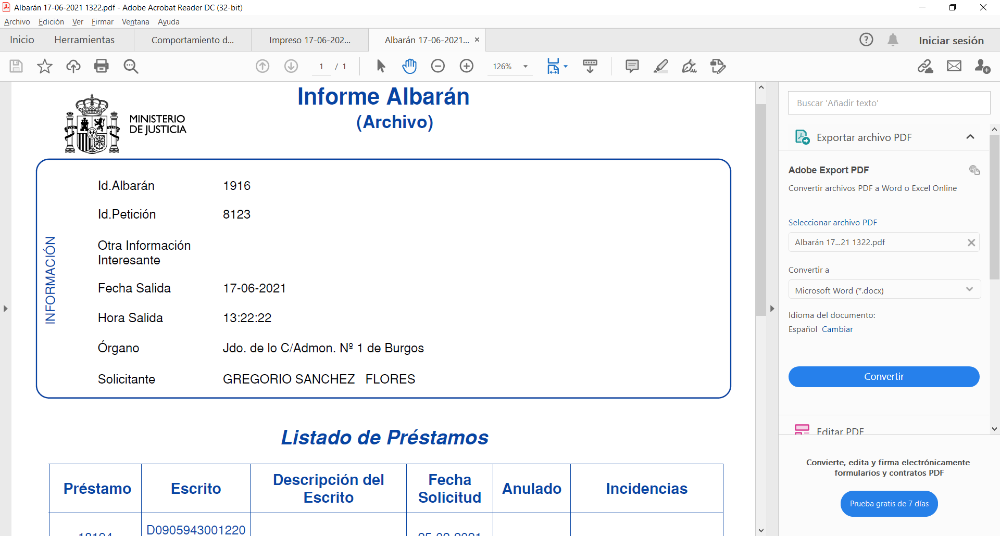 Albarán 17-06-2021 1322.pdf - Adobe Acrobat Reader DC (32-bit)
Archivo Edición Ver Firmar Ventana Ayuda
Inicio Herramientas Comportamiento d... Impreso 17-06-202... Albarán 17-06-2021... × Iniciar sesión
1 / 1 126%
MINISTERIO
DE JUSTICIA
PLVS VLTRA
Informe Albarán
(Archivo)
INFORMACIÓN
Id.Albarán 1916
Id.Petición 8123
Otra Información
Interesante
Fecha Salida 17-06-2021
Hora Salida 13:22:22
Órgano Jdo. de lo C/Admon. Nº 1 de Burgos
Solicitante GREGORIO SANCHEZ FLORES
Listado de Préstamos
Préstamo Escrito Descripción del Escrito Fecha Solicitud Anulado Incidencias
D0905943001220
Buscar 'Añadir texto'
Exportar archivo PDF
Adobe Export PDF
Convertir archivos PDF a Word o Excel Online
Seleccionar archivo PDF
Albarán 17...21 1322.pdf
Convertir a
Microsoft Word (*.docx)
Idioma del documento:
Español Cambiar
Convertir
Editar PDF
Convierte, edita y firma electrónicamente
formularios y contratos PDF
Prueba gratis de 7 días